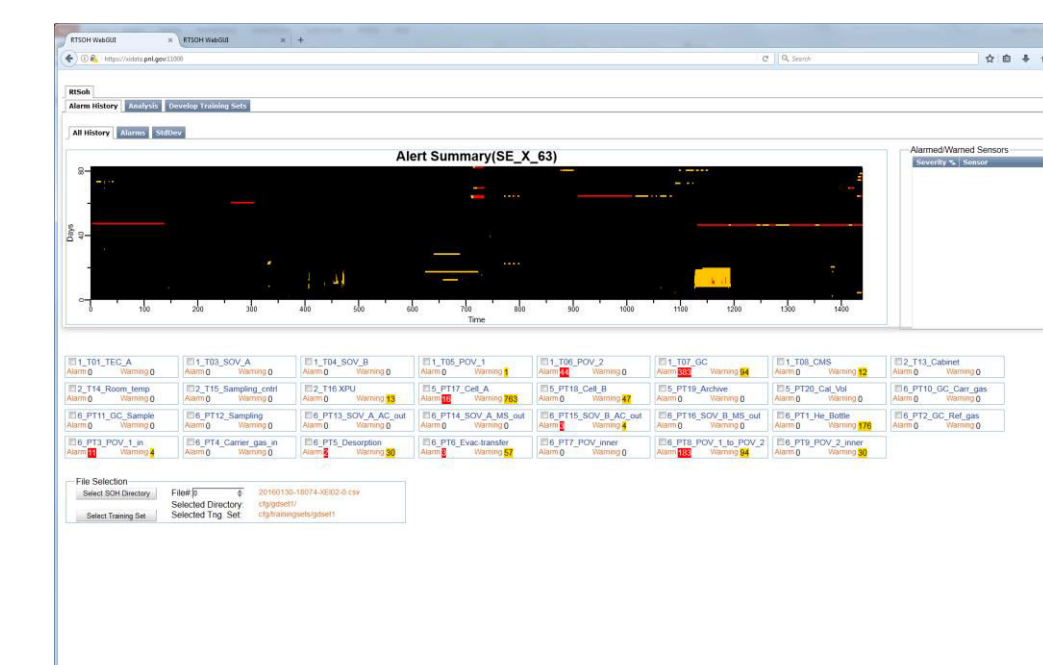 RTSOH WebGUI × RTSOH WebGUI × +
https://xidats.pnl.gov:11000 Search
RtSoh
Alarm History Analysis Develop Training Sets
All History Alarms StdDev
Alert Summary(SE_X_63)
Alarmed/Warned Sensors
Severity % Sensor
80
Days
40
0
0 100 200 300 400 500 600 700 800 900 1000 1100 1200 1300 1400
Time
1_T01_TEC_A 1_T03_SOV_A 1_T04_SOV_B 1_T05_POV_1 1_T06_POV_2 1_T07_GC 1_T08_CMS 2_T13_Cabinet
Alarm 0 Warning 0 Alarm 0 Warning 0 Alarm 0 Warning 0 Alarm 0 Warning 1 Alarm 44 Warning 0 Alarm 383 Warning 94 Alarm 0 Warning 12 Alarm 0 Warning 0
2_T14_Room_temp 2_T15_Sampling_cntrl 2_T16 XPU 5_PT17_Cell_A 5_PT18_Cell_B 5_PT19_Archive 5_PT20_Cal_Vol 6_PT10_GC_Carr_gas
Alarm 0 Warning 0 Alarm 0 Warning 0 Alarm 0 Warning 13 Alarm 16 Warning 763 Alarm 0 Warning 47 Alarm 0 Warning 0 Alarm 0 Warning 0 Alarm 0 Warning 0
6_PT11_GC_Sample 6_PT12_Sampling 6_PT13_SOV_A_AC_out 6_PT14_SOV_A_MS_out 6_PT15_SOV_B_AC_out 6_PT16_SOV_B_MS_out 6_PT1_He_Bottle 6_PT2_GC_Ref_gas
Alarm 0 Warning 0 Alarm 0 Warning 0 Alarm 0 Warning 0 Alarm 0 Warning 0 Alarm 3 Warning 4 Alarm 0 Warning 0 Alarm 0 Warning 176 Alarm 0 Warning 0
6_PT3_POV_1_in 6_PT4_Carrier_gas_in 6_PT5_Desorption 6_PT6_Evac-transfer 6_PT7_POV_inner 6_PT8_POV_1_to_POV_2 6_PT9_POV_2_inner
Alarm 11 Warning 4 Alarm 0 Warning 0 Alarm 2 Warning 30 Alarm 3 Warning 57 Alarm 0 Warning 0 Alarm 183 Warning 94 Alarm 0 Warning 30
File Selection
Select SOH Directory File# 0 20160130-18074-XEI02-0.csv
Selected Directory: cfg/gdset1/
Select Training Set Selected Tng. Set: cfg/trainingsets/gdset1